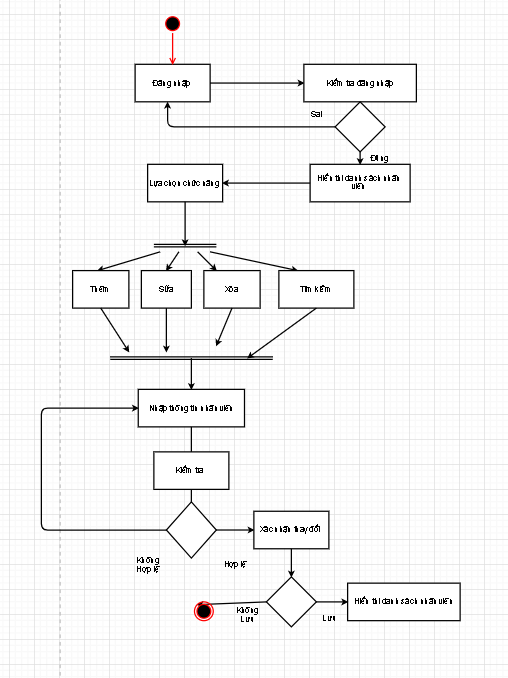 Đăng nhập
Kiểm tra đăng nhập
Sai
Đúng
Lựa chọn chức năng
Hiển thị danh sách nhân
viên
Thêm
Sửa
Xóa
Tìm kiếm
Nhập thông tin nhân viên
Kiểm tra
Xác nhận thay đổi
Không
Hợp lệ
Hợp lệ
Hiển thị danh sách nhân viên
Không
Lưu
Lưu